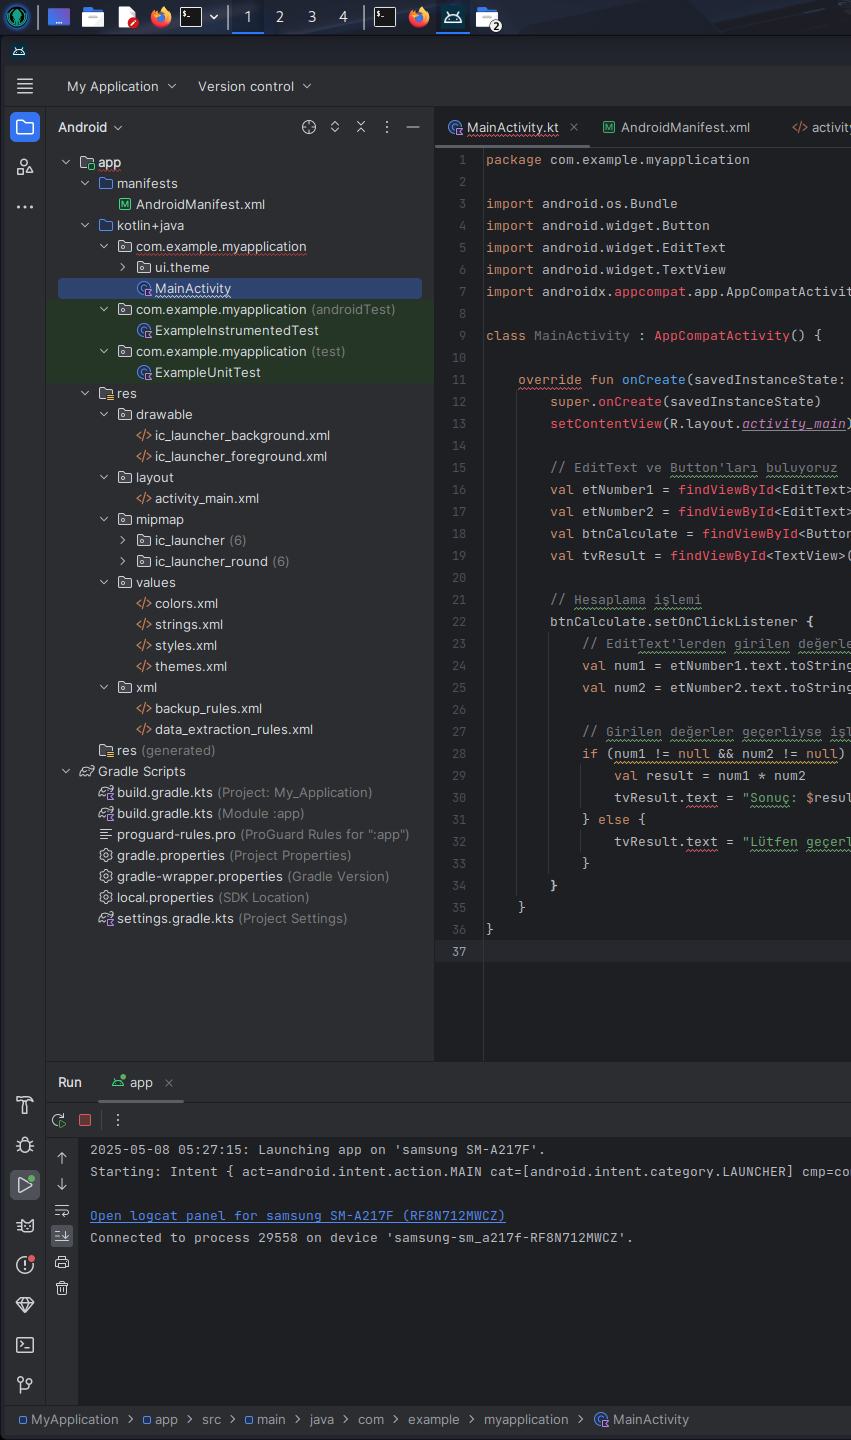 1 2 3 4
2
My Application Version control
Android
app
manifests
AndroidManifest.xml
kotlin+java
com.example.myapplication
ui.theme
MainActivity
com.example.myapplication (androidTest)
ExampleInstrumentedTest
com.example.myapplication (test)
ExampleUnitTest
res
drawable
ic_launcher_background.xml
ic_launcher_foreground.xml
layout
activity_main.xml
mipmap
ic_launcher (6)
ic_launcher_round (6)
values
colors.xml
strings.xml
styles.xml
themes.xml
xml
backup_rules.xml
data_extraction_rules.xml
res (generated)
Gradle Scripts
build.gradle.kts (Project: My_Application)
build.gradle.kts (Module :app)
proguard-rules.pro (ProGuard Rules for ":app")
gradle.properties (Project Properties)
gradle-wrapper.properties (Gradle Version)
local.properties (SDK Location)
settings.gradle.kts (Project Settings)
MainActivity.kt AndroidManifest.xml activity
1 package com.example.myapplication
2
3 import android.os.Bundle
4 import android.widget.Button
5 import android.widget.EditText
6 import android.widget.TextView
7 import androidx.appcompat.app.AppCompatActivit
8
9 class MainActivity : AppCompatActivity() {
10
11 override fun onCreate(savedInstanceState:
12 super.onCreate(savedInstanceState)
13 setContentView(R.layout.activity_main)
14
15 // EditText ve Button'ları buluyoruz
16 val etNumber1 = findViewById<EditText>
17 val etNumber2 = findViewById<EditText>
18 val btnCalculate = findViewById<Button
19 val tvResult = findViewById<TextView>(
20
21 // Hesaplama işlemi
22 btnCalculate.setOnClickListener {
23 // EditText'lerden girilen değerle
24 val num1 = etNumber1.text.toString
25 val num2 = etNumber2.text.toString
26
27 // Girilen değerler geçerliyse işl
28 if (num1 != null && num2 != null)
29 val result = num1 * num2
30 tvResult.text = "Sonuç: $resul
31 } else {
32 tvResult.text = "Lütfen geçerl
33 }
34 }
35 }
36 }
37
Run app
2025-05-08 05:27:15: Launching app on 'samsung SM-A217F'.
Starting: Intent { act=android.intent.action.MAIN cat=[android.intent.category.LAUNCHER] cmp=com
Open logcat panel for samsung SM-A217F (RF8N712MWCZ)
Connected to process 29558 on device 'samsung-sm_a217f-RF8N712MWCZ'.
MyApplication > app > src > main > java > com > example > myapplication > MainActivity